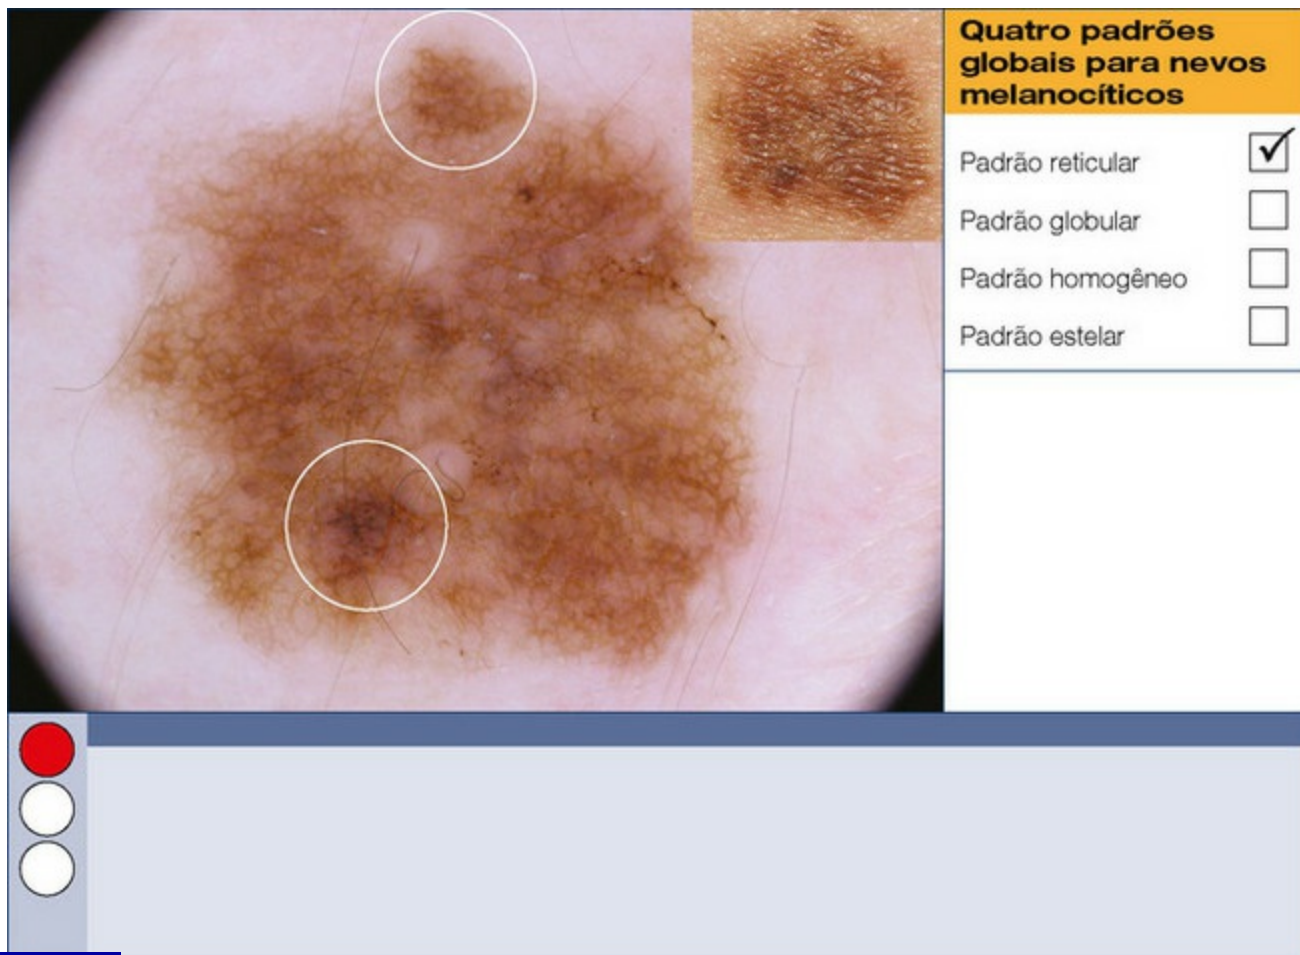 Quatro padrões
globais para nevos
melanocíticos
Padrão reticular
Padrão globular
Padrão homogêneo
Padrão estelar